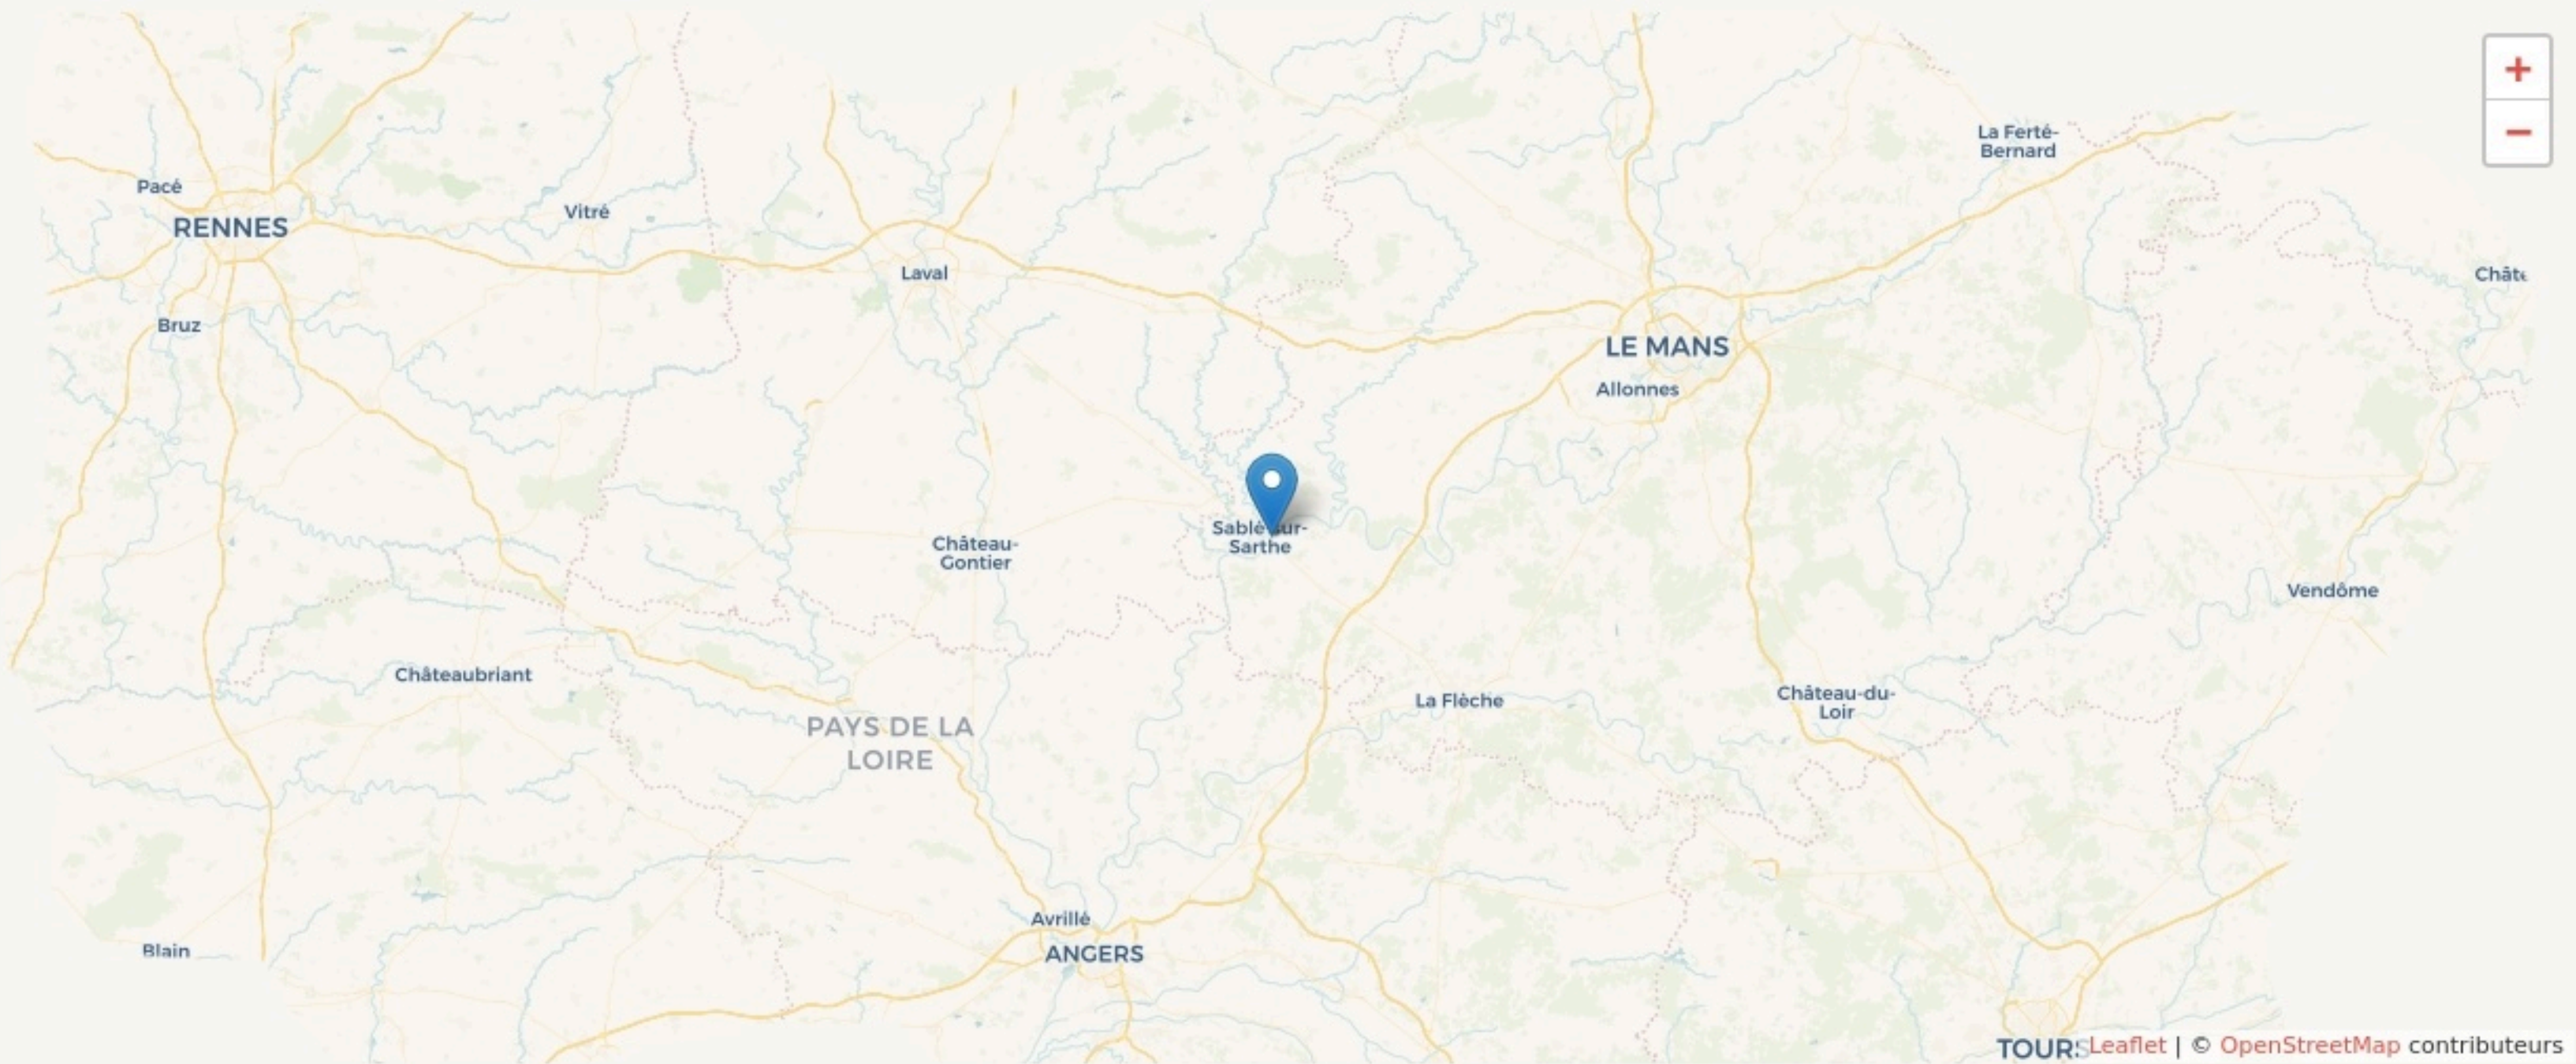 +
−
La Ferté-
Bernard
Pacé
Vitré
RENNES
Laval
Chât
Bruz
LE MANS
Allonnes
Sablé-sur-
Sarthe
Château-
Gontier
Vendôme
Châteaubriant
La Flèche
Château-du-
Loir
PAYS DE LA
LOIRE
Avrillé
Blain
ANGERS
TOURS
Leaflet | © OpenStreetMap contributeurs